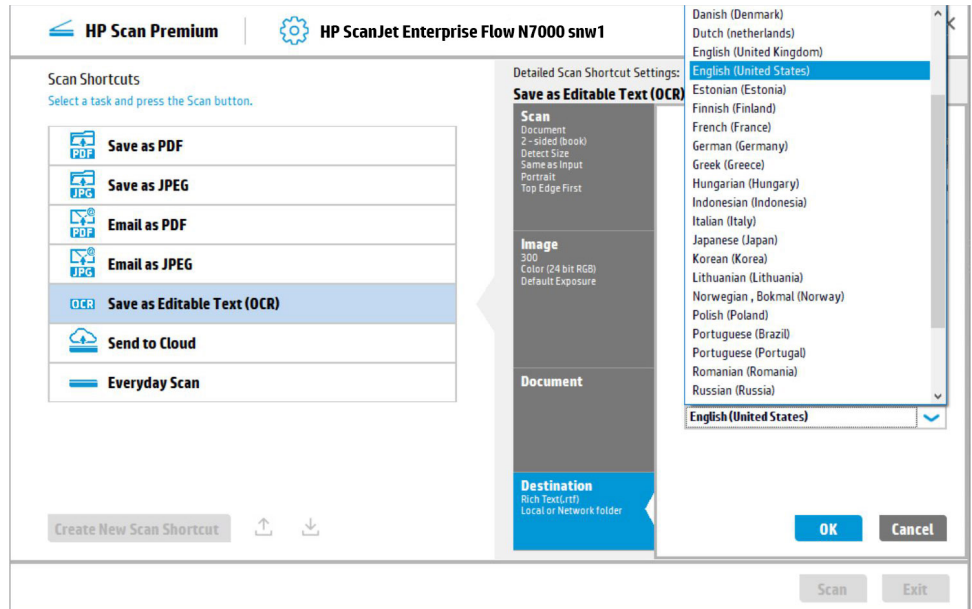 HP Scan Premium
HP ScanJet Enterprise Flow N7000 snw1
Scan Shortcuts
Select a task and press the Scan button.
PDF
Save as PDF
JPG
Save as JPEG
PDF
Email as PDF
JPG
Email as JPEG
OCR
Save as Editable Text (OCR)
Send to Cloud
Everyday Scan
Create New Scan Shortcut
Detailed Scan Shortcut Settings:
Save as Editable Text (OCR)
Scan
Document
2 - sided (book)
Detect Size
Same as Input
Portrait
Top Edge First
Image
300
Color (24 bit RGB)
Default Exposure
Document
Destination
Rich Text(.rtf)
Local or Network folder
Danish (Denmark)
Dutch (netherlands)
English (United Kingdom)
English (United States)
Estonian (Estonia)
Finnish (Finland)
French (France)
German (Germany)
Greek (Greece)
Hungarian (Hungary)
Indonesian (Indonesia)
Italian (Italy)
Japanese (Japan)
Korean (Korea)
Lithuanian (Lithuania)
Norwegian , Bokmal (Norway)
Polish (Poland)
Portuguese (Brazil)
Portuguese (Portugal)
Romanian (Romania)
Russian (Russia)
English (United States)
OK
Cancel
Scan
Exit